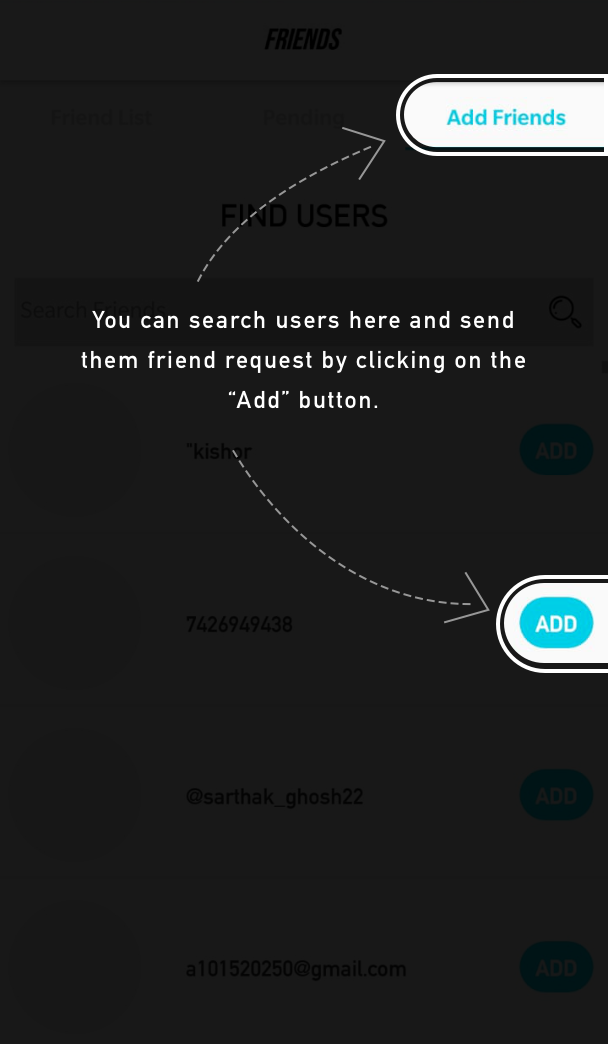 FRIENDS
Friend List Pending Add Friends
FIND USERS
Search Friends
You can search users here and send
them friend request by clicking on the
“Add” button.
"kishor ADD
7426949438 ADD
@sarthak_ghosh22 ADD
a101520250@gmail.com ADD